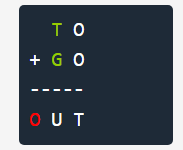 T O
+ G O
-----
O U T